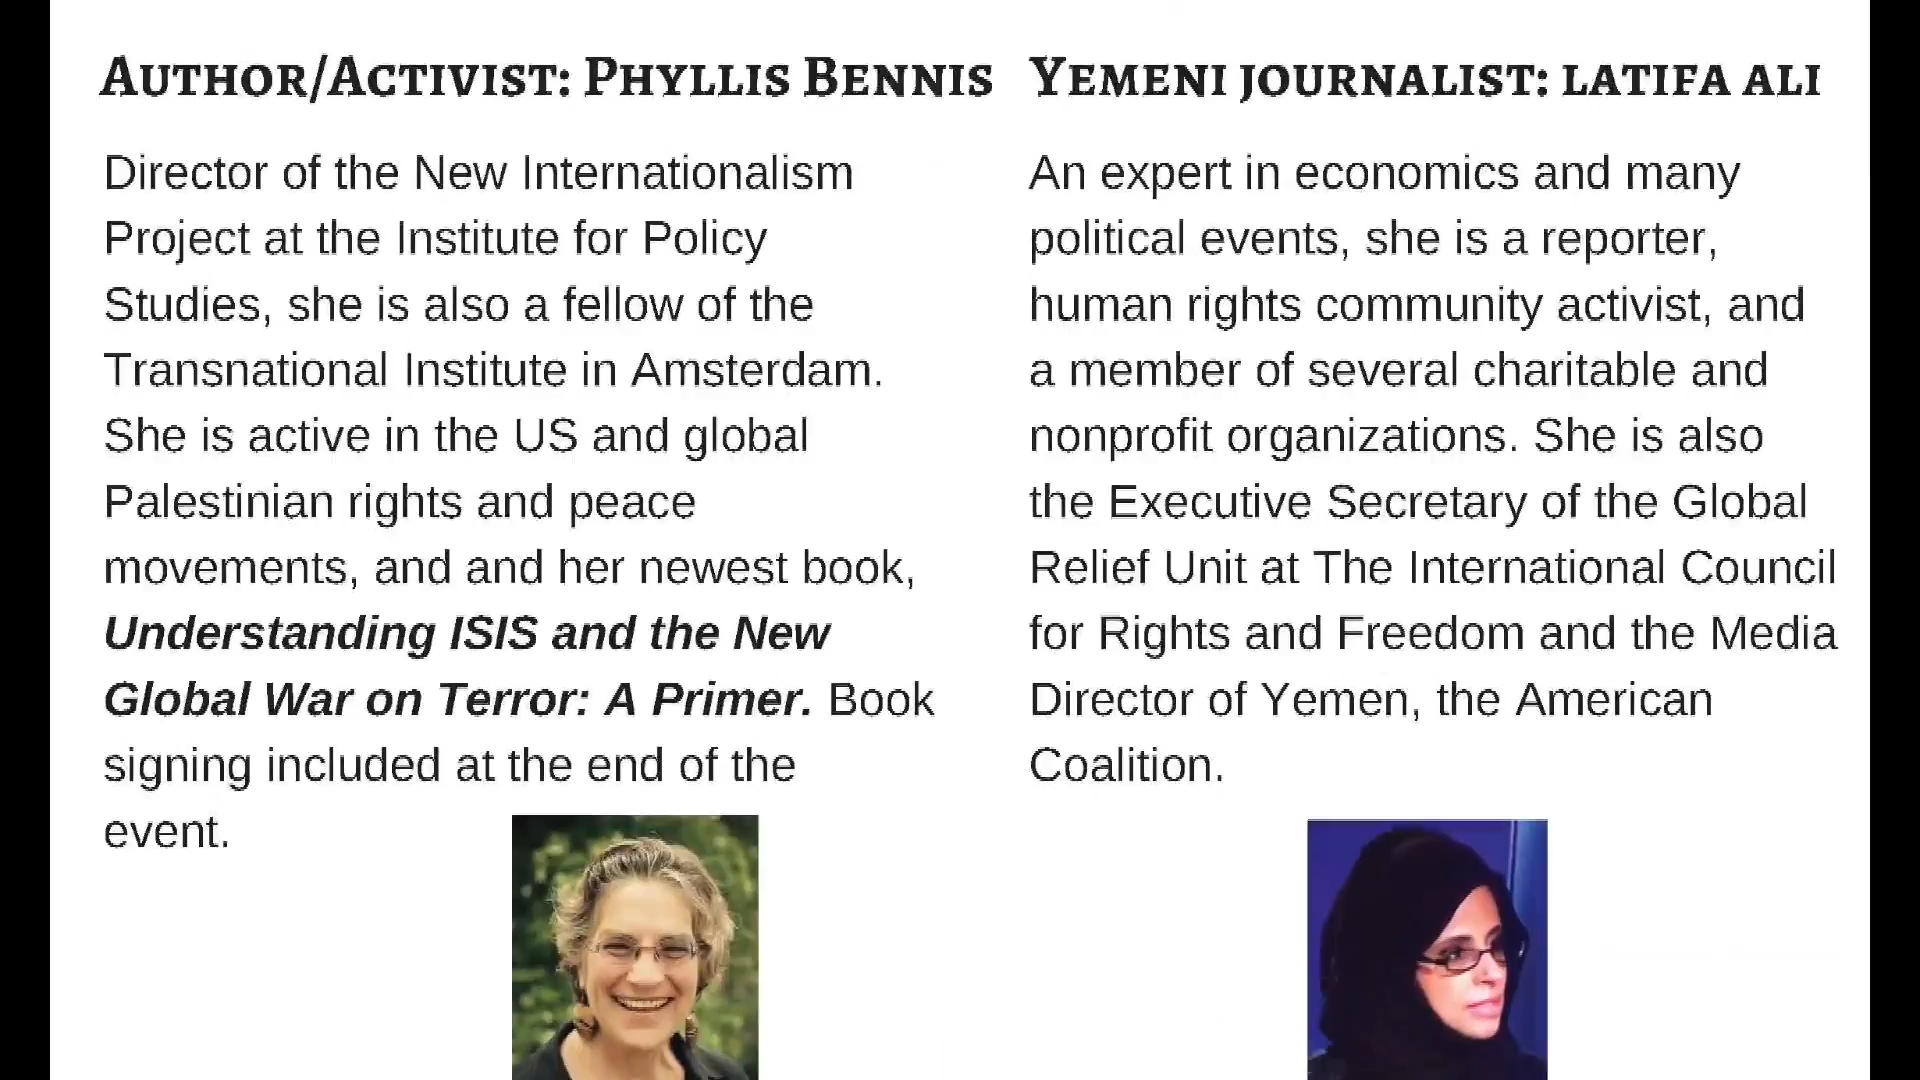 Author/Activist: Phyllis Bennis
Director of the New Internationalism
Project at the Institute for Policy
Studies, she is also a fellow of the
Transnational Institute in Amsterdam.
She is active in the US and global
Palestinian rights and peace
movements, and and her newest book,
Understanding ISIS and the New
Global War on Terror: A Primer. Book
signing included at the end of the
event.
Yemeni journalist: latifa ali
An expert in economics and many
political events, she is a reporter,
human rights community activist, and
a member of several charitable and
nonprofit organizations. She is also
the Executive Secretary of the Global
Relief Unit at The International Council
for Rights and Freedom and the Media
Director of Yemen, the American
Coalition.